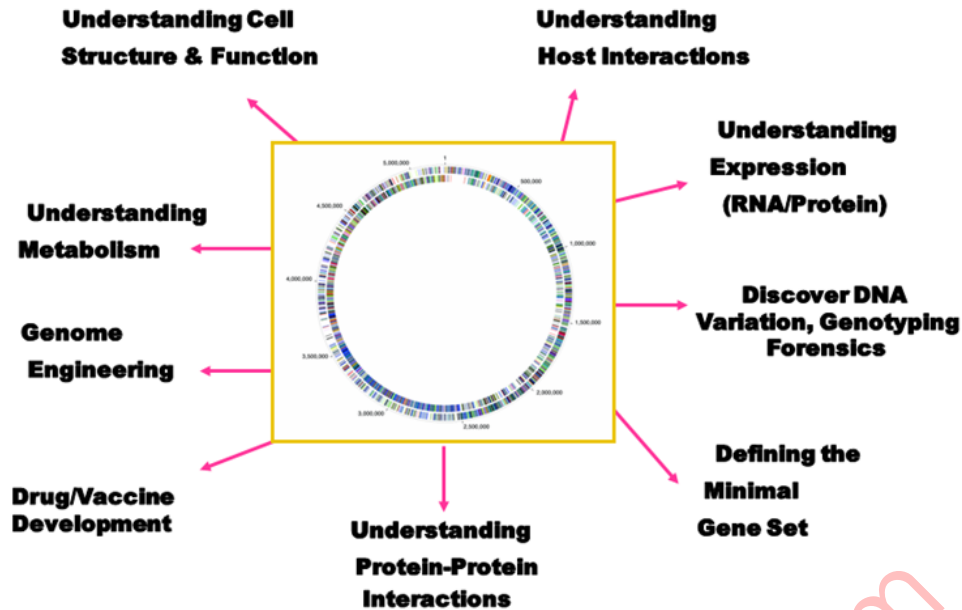 Understanding Cell
Structure & Function
Understanding
Host Interactions
Understanding
Expression
(RNA/Protein)
Understanding
Metabolism
Discover DNA
Variation, Genotyping
Forensics
Genome
Engineering
Defining the
Minimal
Gene Set
Drug/Vaccine
Development
Understanding
Protein-Protein
Interactions
1
500,000
1,000,000
1,500,000
2,000,000
2,500,000
3,000,000
3,500,000
4,000,000
4,500,000
5,000,000